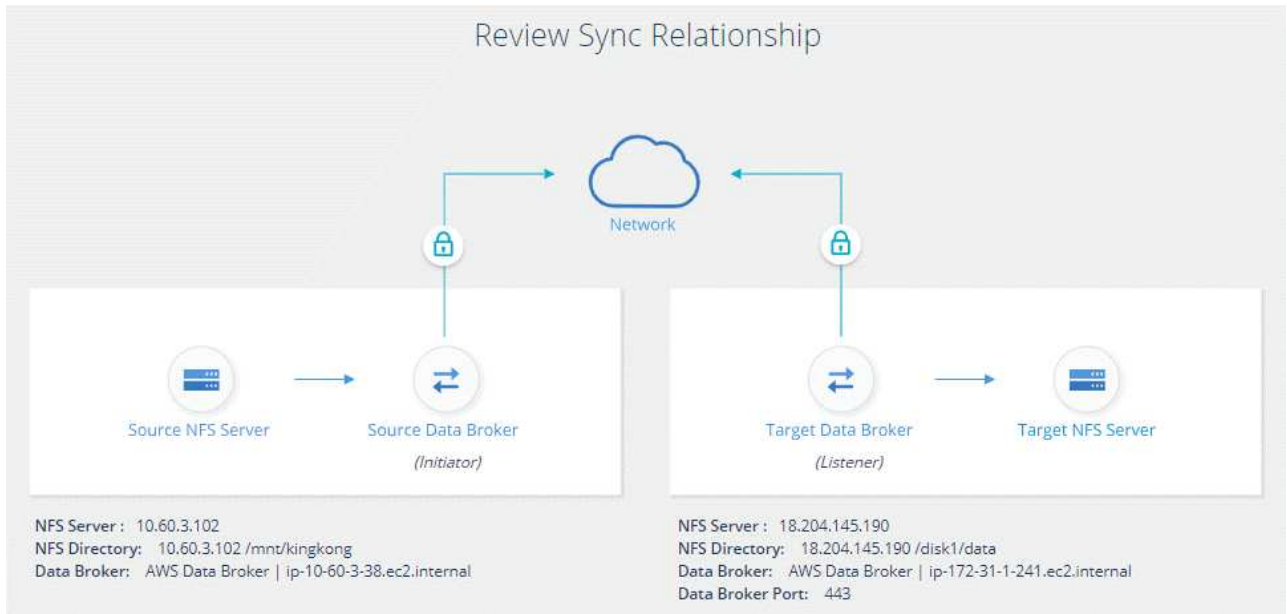 Review Sync Relationship
Network
Source NFS Server
Source Data Broker
(Initiator)
Target Data Broker
(Listener)
Target NFS Server
NFS Server : 10.60.3.102
NFS Directory: 10.60.3.102 /mnt/kingkong
Data Broker: AWS Data Broker | ip-10-60-3-38.ec2.internal
NFS Server : 18.204.145.190
NFS Directory: 18.204.145.190 /disk1/data
Data Broker: AWS Data Broker | ip-172-31-1-241.ec2.internal
Data Broker Port: 443